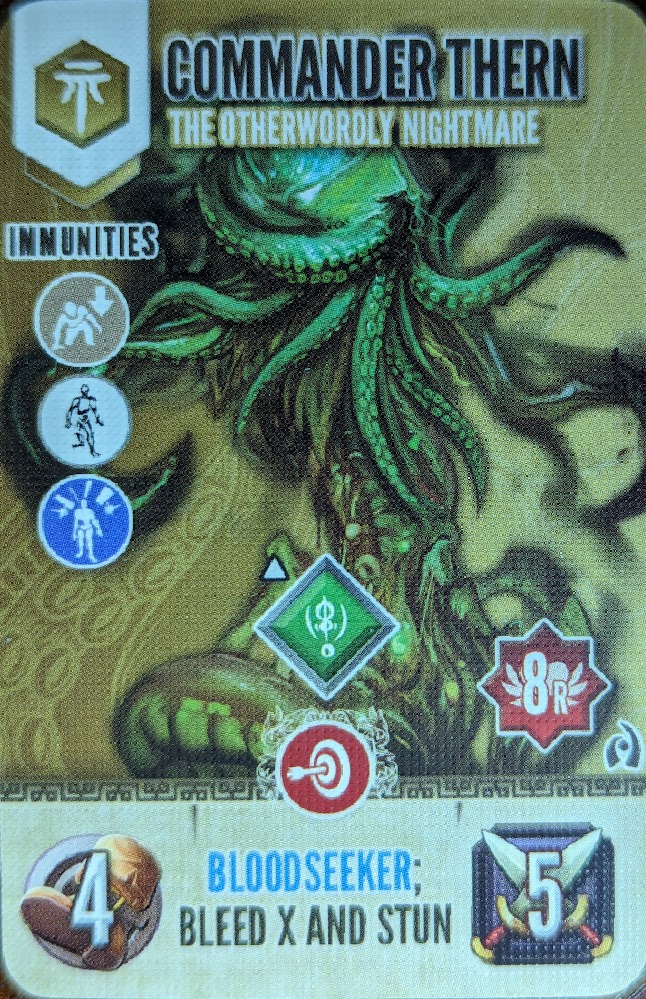 COMMANDER THERN
THE OTHERWORDLY NIGHTMARE
IMMUNITIES
8R
4
BLOODSEEKER;
BLEED X AND STUN
5